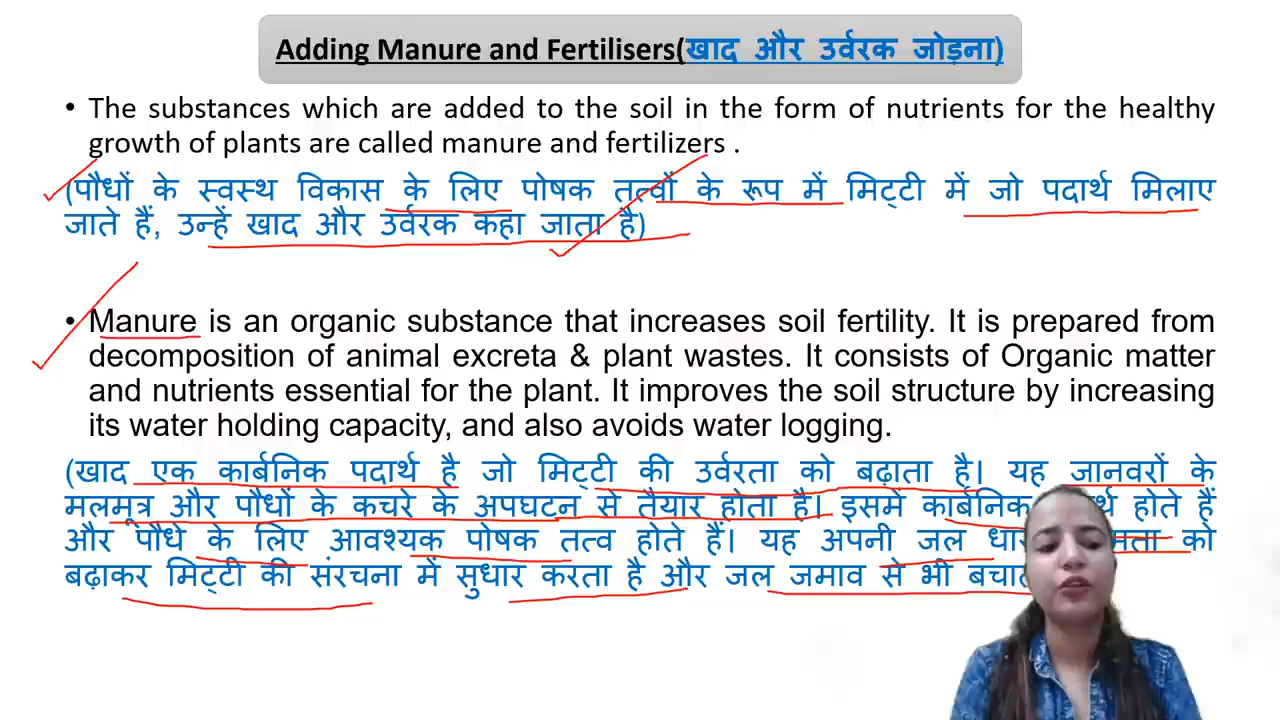 Adding Manure and Fertilisers(खाद और उर्वरक जोड़ना)
• The substances which are added to the soil in the form of nutrients for the healthy
growth of plants are called manure and fertilizers .
(पौधों के स्वस्थ विकास के लिए पोषक तत्वों के रूप में मिट्टी में जो पदार्थ मिलाए
जाते हैं, उन्हें खाद और उर्वरक कहा जाता है)
• Manure is an organic substance that increases soil fertility. It is prepared from
decomposition of animal excreta & plant wastes. It consists of Organic matter
and nutrients essential for the plant. It improves the soil structure by increasing
its water holding capacity, and also avoids water logging.
(खाद एक कार्बनिक पदार्थ है जो मिट्टी की उर्वरता को बढ़ाता है। यह जानवरों के
मलमूत्र और पौधों के कचरे के अपघटन से तैयार होता है। इसमें कार्बनिक होते हैं
और पौधे के लिए आवश्यक पोषक तत्व होते हैं। यह अपनी जल को
बढ़ाकर मिट्टी की संरचना में सुधार करता है और जल जमाव से भी